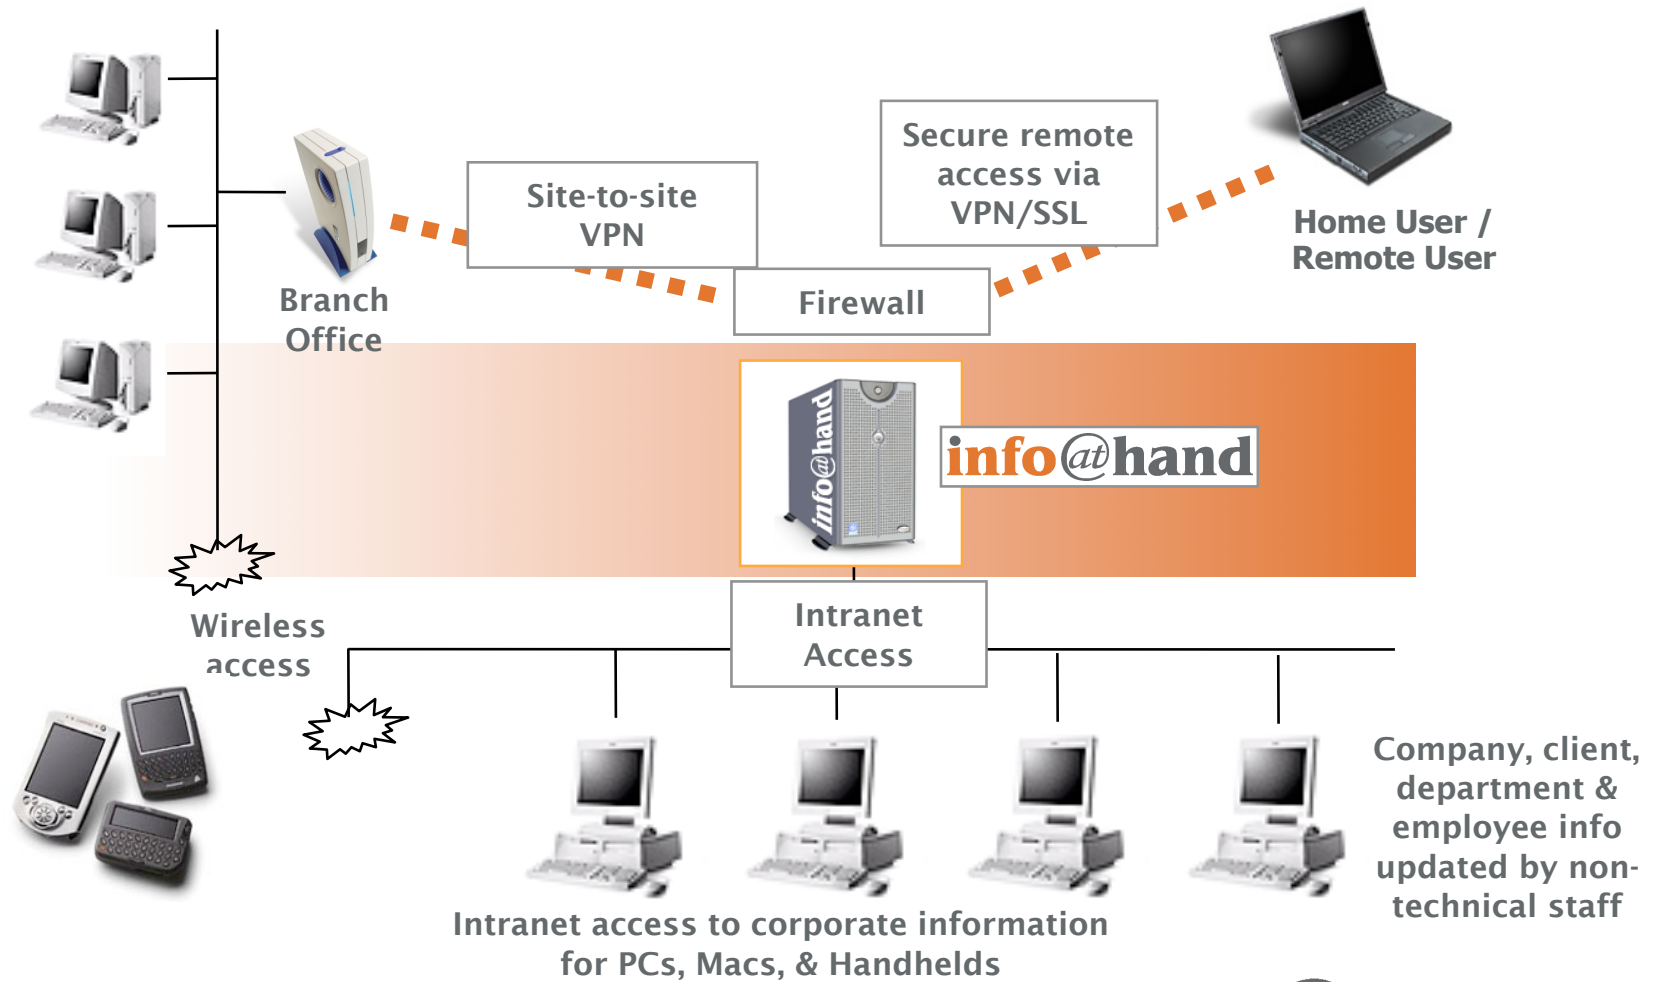 Secure remote
access via
VPN/SSL
Site-to-site
VPN
Home User /
Remote User
Firewall
Branch
Office
info@hand
info@hand
Intranet
Access
Wireless
access
Company, client,
department &
employee info
updated by non-
technical staff
Intranet access to corporate information
for PCs, Macs, & Handhelds